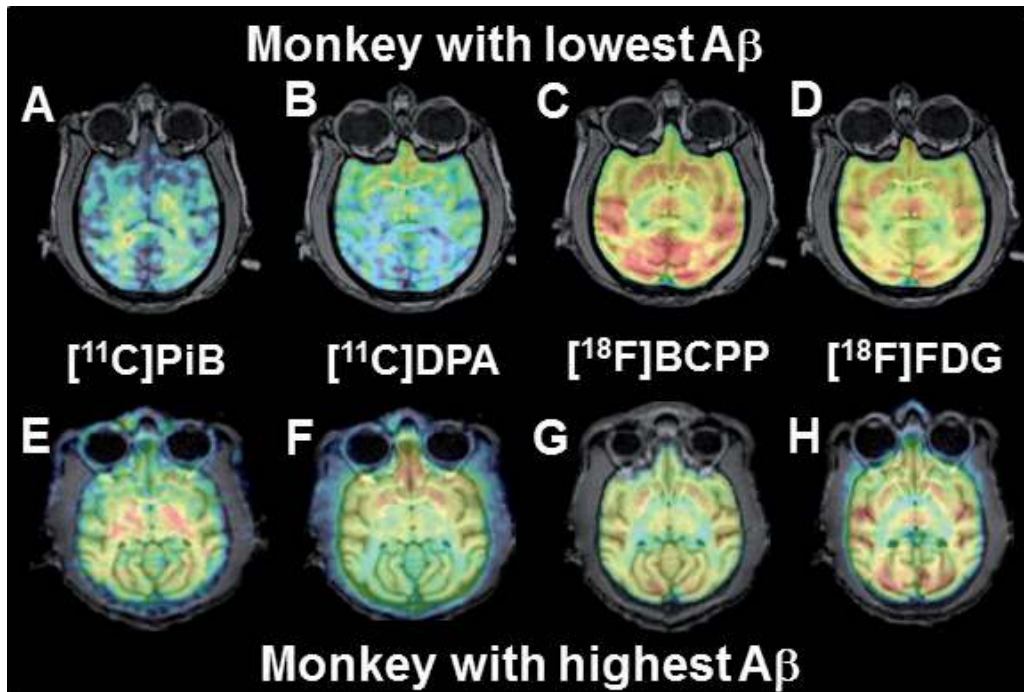 Monkey with lowest Aβ
A B C D
[¹¹C]PiB [¹¹C]DPA [¹⁸F]BCPP [¹⁸F]FDG
E F G H
Monkey with highest Aβ